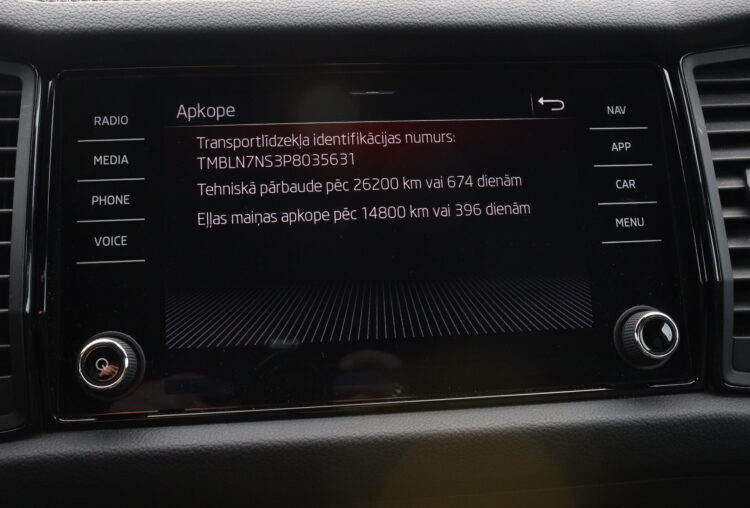 Apkope
RADIO
MEDIA
PHONE
VOICE
Transportlīdzekļa identifikācijas numurs:
TMBLN7NS3P8035631
Tehniskā pārbaude pēc 26200 km vai 674 dienām
Eļļas maiņas apkope pēc 14800 km vai 396 dienām
NAV
APP
CAR
MENU